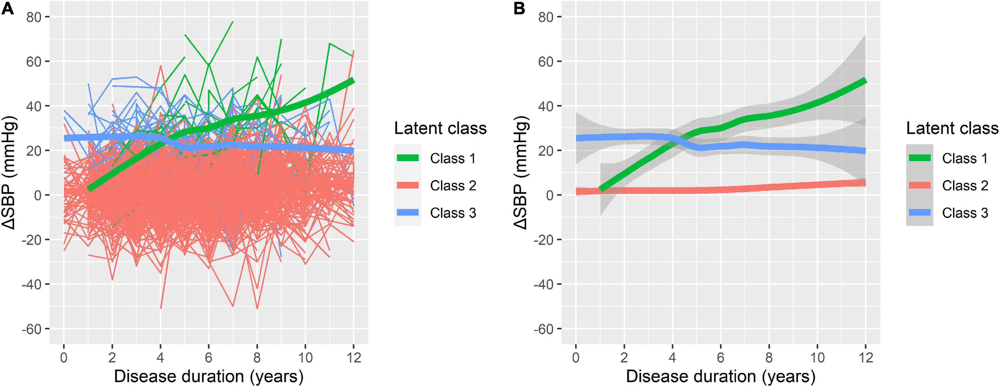 A
80
60
40
20
0
-20
-40
-60
ΔSBP (mmHg)
0 2 4 6 8 10 12
Disease duration (years)
Latent class
Class 1
Class 2
Class 3
B
80
60
40
20
0
-20
-40
-60
ΔSBP (mmHg)
0 2 4 6 8 10 12
Disease duration (years)
Latent class
Class 1
Class 2
Class 3